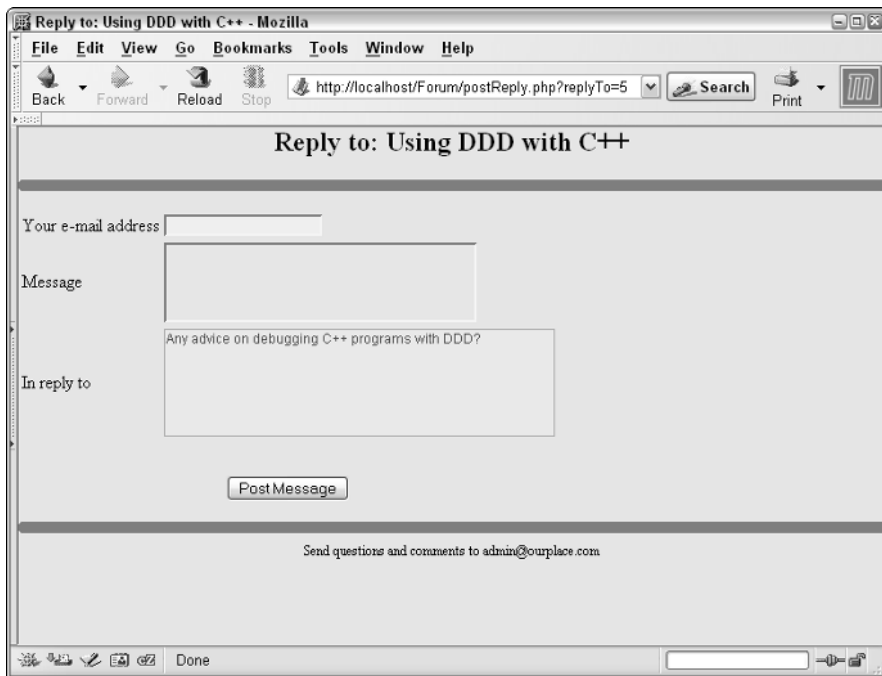 Reply to: Using DDD with C++ - Mozilla
File Edit View Go Bookmarks Tools Window Help
http://localhost/Forum/postReply.php?replyTo=5
Search
Back Forward Reload Stop
Print
m
Reply to: Using DDD with C++
Your e-mail address
Message
Any advice on debugging C++ programs with DDD?
In reply to
Post Message
Send questions and comments to admin@ourplace.com
Done